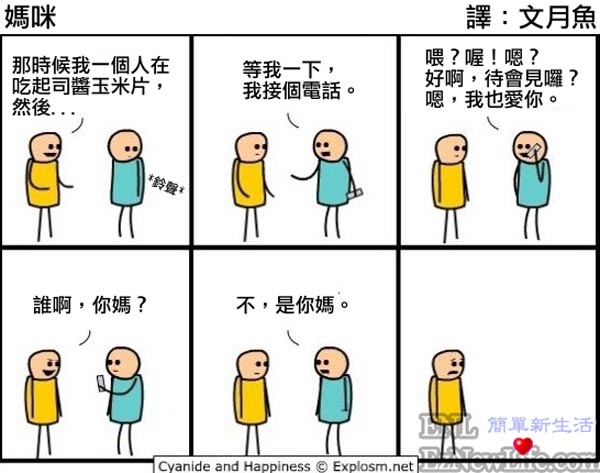 媽咪
譯：文月魚
那時候我一個人在
吃起司醬玉米片，
然後...
*鈴聲*
等我一下，
我接個電話。
喂？喔！嗯？
好啊，待會見囉？
嗯，我也愛你。
誰啊，你媽？
不，是你媽。
ENL 簡單新生活
EzNewLife.com
Cyanide and Happiness © Explosm.net